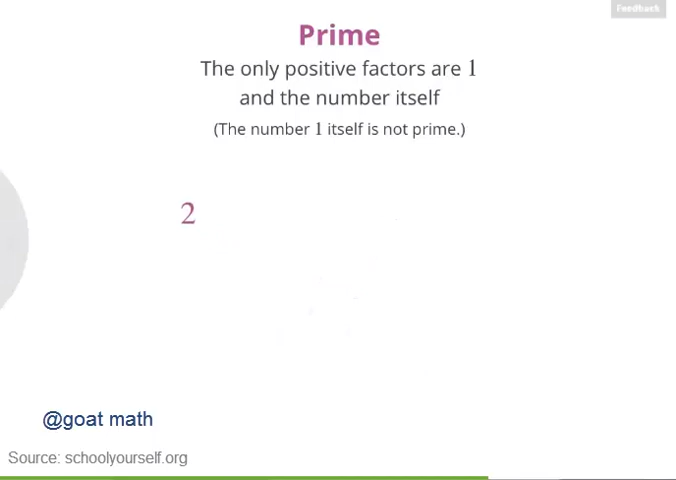 Feedback
Prime
The only positive factors are 1
and the number itself
(The number 1 itself is not prime.)
2
@goat math
Source: schoolyourself.org